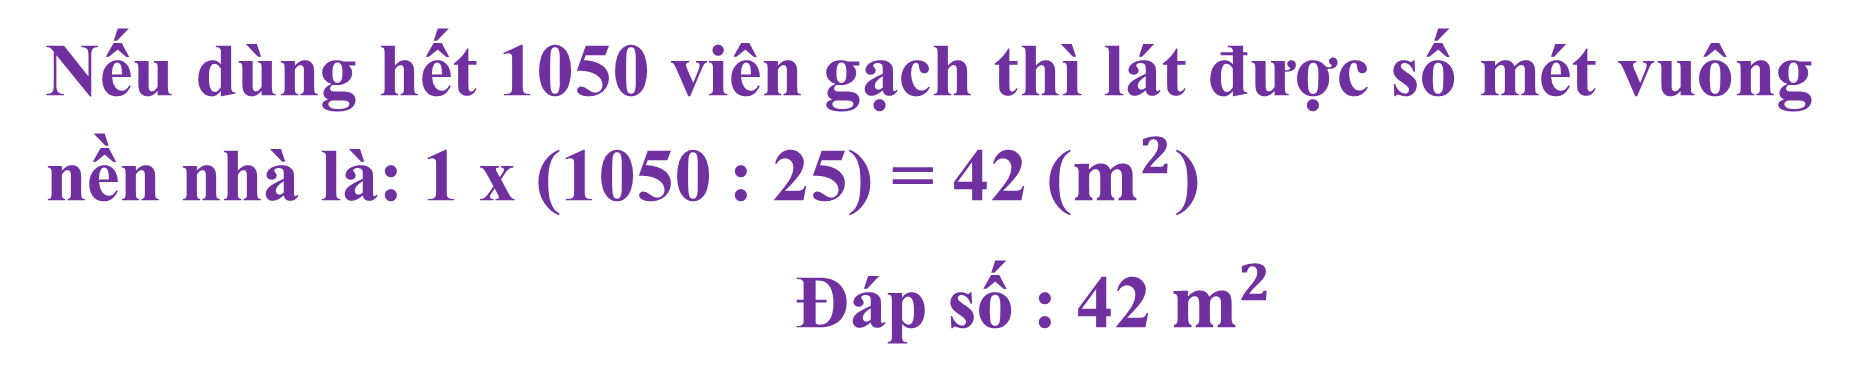 Nếu dùng hết 1050 viên gạch thì lát được số mét vuông
nền nhà là: 1 x (1050 : 25) = 42 (m²)
Đáp số : 42 m²